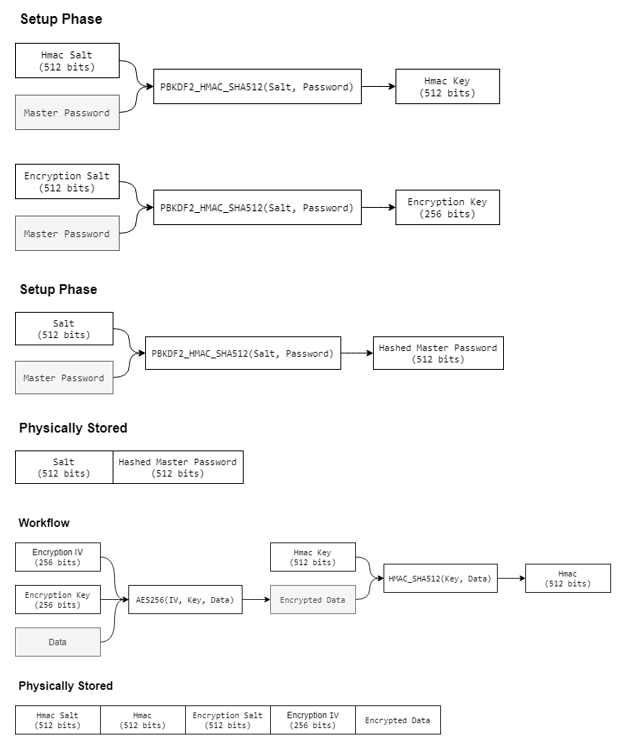 Setup Phase
Hmac Salt
(512 bits)
Master Password
PBKDF2_HMAC_SHA512(Salt, Password)
Hmac Key
(512 bits)
Encryption Salt
(512 bits)
Master Password
PBKDF2_HMAC_SHA512(Salt, Password)
Encryption Key
(256 bits)
Setup Phase
Salt
(512 bits)
Master Password
PBKDF2_HMAC_SHA512(Salt, Password)
Hashed Master Password
(512 bits)
Physically Stored
Salt
(512 bits)
Hashed Master Password
(512 bits)
Workflow
Encryption IV
(256 bits)
Encryption Key
(256 bits)
Data
AES256(IV, Key, Data)
Hmac Key
(512 bits)
Encrypted Data
HMAC_SHA512(Key, Data)
Hmac
(512 bits)
Physically Stored
Hmac Salt
(512 bits)
Hmac
(512 bits)
Encryption Salt
(512 bits)
Encryption IV
(256 bits)
Encrypted Data